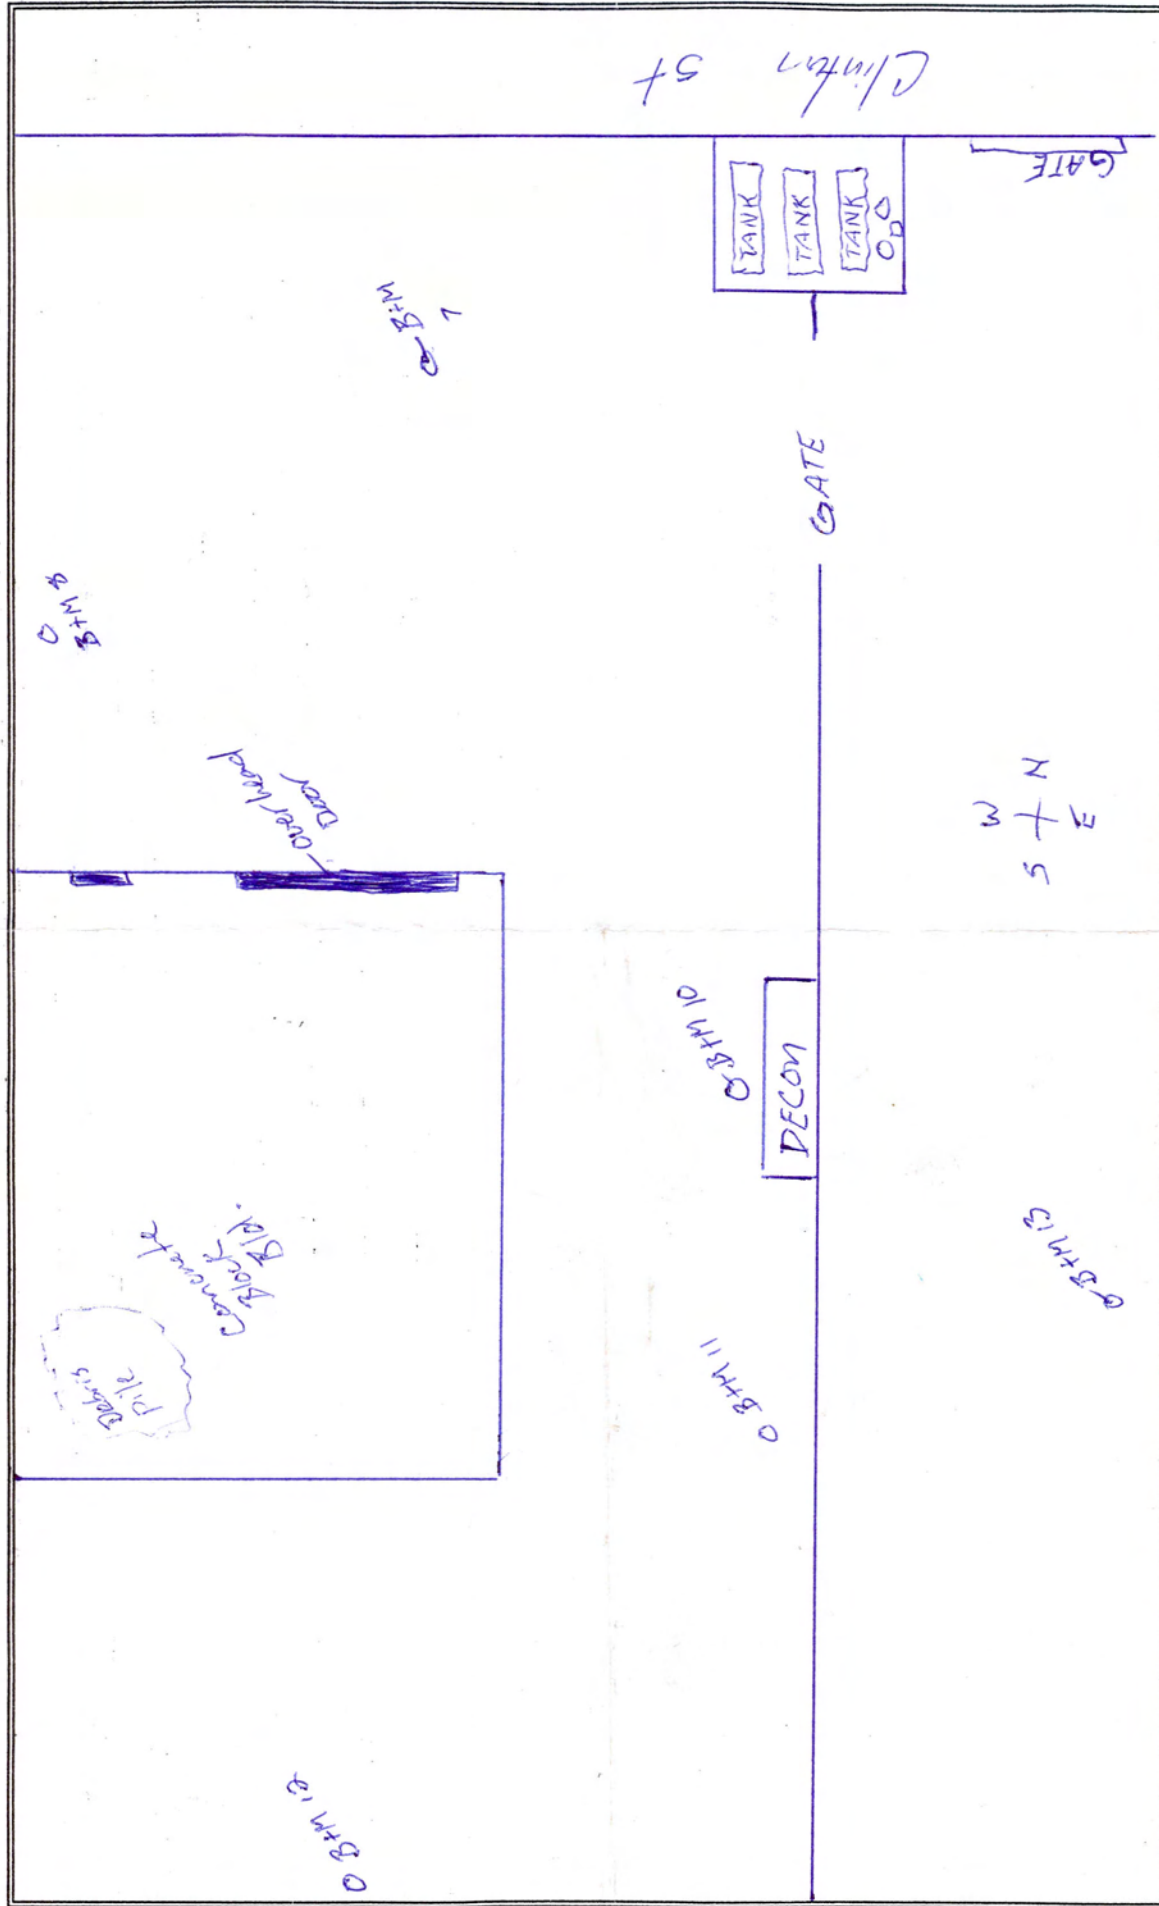 Clinton St
GATE
TANK
TANK
TANK
B+M
7
GATE
B+M 8
overhead
Door
W
S N
E
B+M 10
DECON
Concrete
Block
Bld.
Debris
Pile
B+M 11
B+M 13
B+M 12